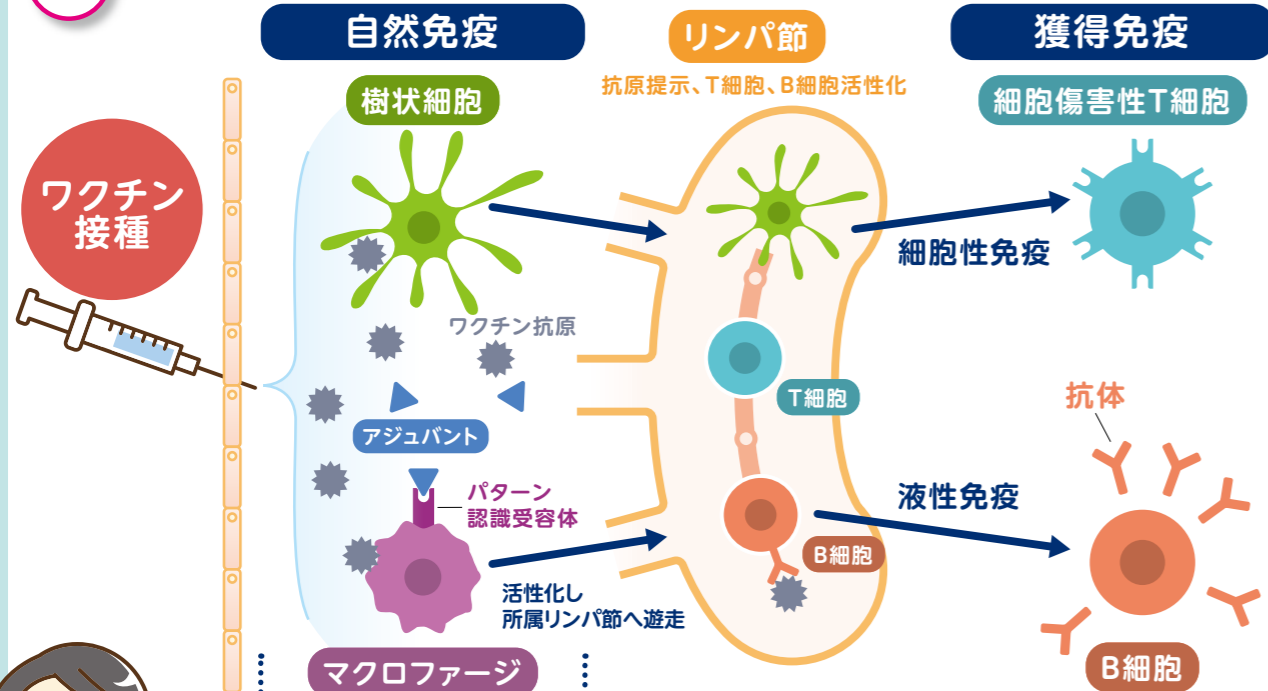 自然免疫
リンパ節
獲得免疫
抗原提示、T細胞、B細胞活性化
樹状細胞
細胞傷害性T細胞
ワクチン
接種
細胞性免疫
ワクチン抗原
T細胞
抗体
アジュバント
パターン
認識受容体
液性免疫
B細胞
活性化し
所属リンパ節へ遊走
マクロファージ
B細胞